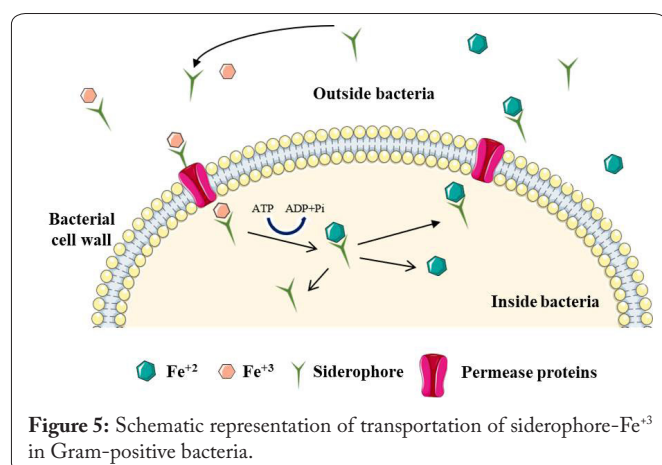 Outside bacteria
Bacterial
cell wall
ATP ADP+Pi
Inside bacteria
Fe⁺² Fe⁺³ Siderophore Permease proteins
Figure 5: Schematic representation of transportation of siderophore-Fe⁺³
in Gram-positive bacteria.